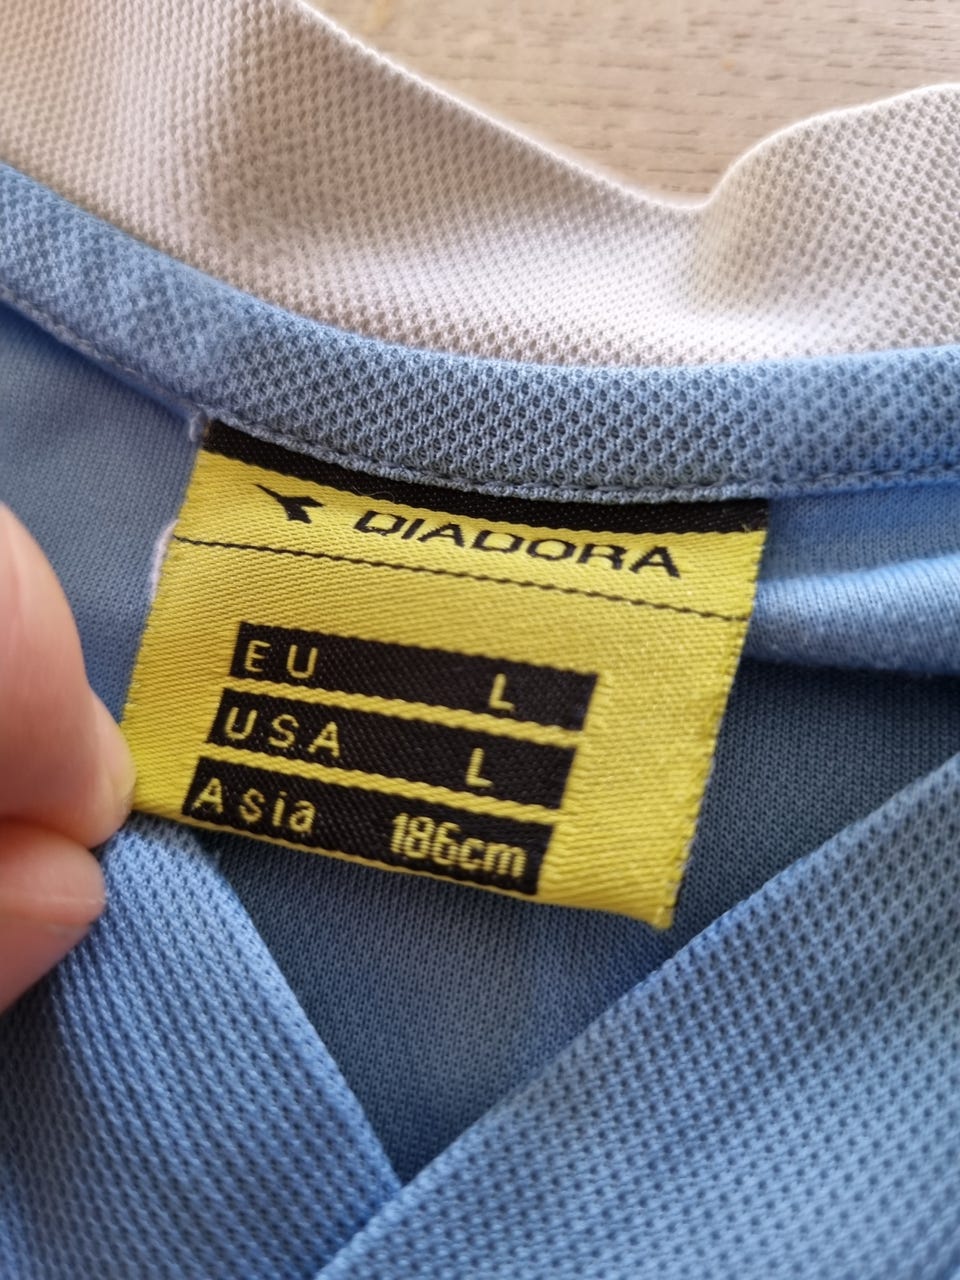 DIADORA
EU L
USA L
Asia 186cm